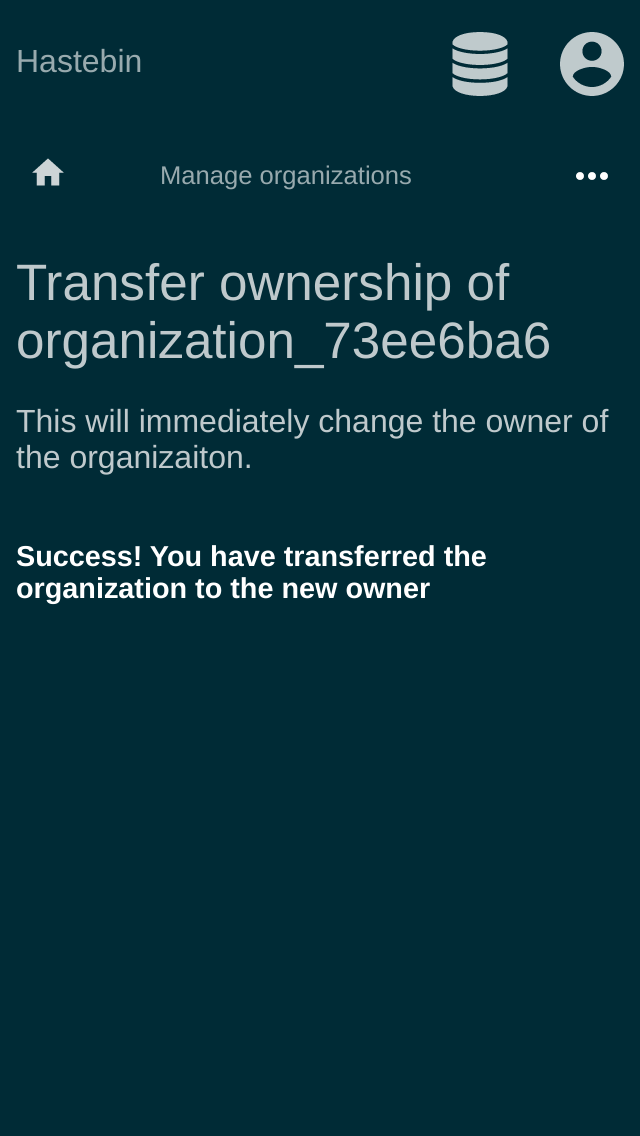 Hastebin
Manage organizations
Transfer ownership of
organization_73ee6ba6
This will immediately change the owner of
the organizaiton.
Success! You have transferred the
organization to the new owner